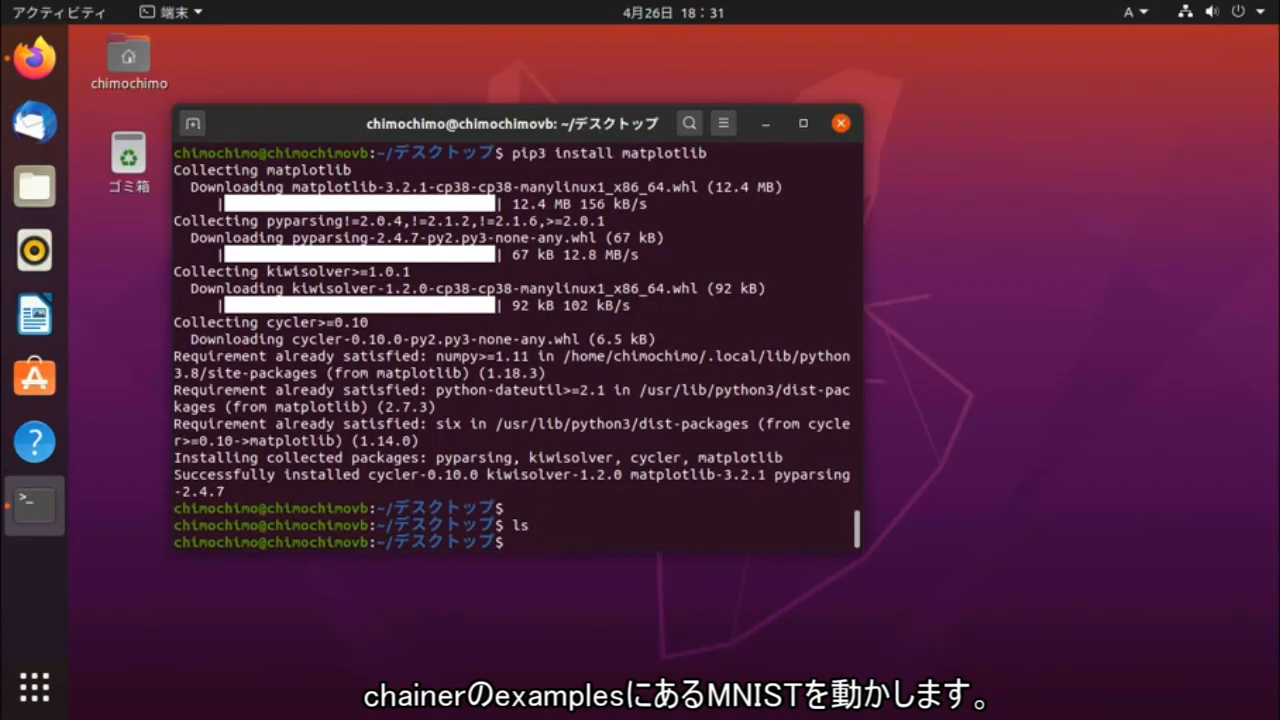 アクティビティ 端末 4月26日 18：31 A
chimochimo
ゴミ箱
chimochimo@chimochimovb: ~/デスクトップ
chimochimo@chimochimovb:~/デスクトップ$ pip3 install matplotlib
Collecting matplotlib
  Downloading matplotlib-3.2.1-cp38-cp38-manylinux1_x86_64.whl (12.4 MB)
     | | 12.4 MB 156 kB/s
Collecting pyparsing!=2.0.4,!=2.1.2,!=2.1.6,>=2.0.1
  Downloading pyparsing-2.4.7-py2.py3-none-any.whl (67 kB)
     | | 67 kB 12.8 MB/s
Collecting kiwisolver>=1.0.1
  Downloading kiwisolver-1.2.0-cp38-cp38-manylinux1_x86_64.whl (92 kB)
     | | 92 kB 102 kB/s
Collecting cycler>=0.10
  Downloading cycler-0.10.0-py2.py3-none-any.whl (6.5 kB)
Requirement already satisfied: numpy>=1.11 in /home/chimochimo/.local/lib/python
3.8/site-packages (from matplotlib) (1.18.3)
Requirement already satisfied: python-dateutil>=2.1 in /usr/lib/python3/dist-pac
kages (from matplotlib) (2.7.3)
Requirement already satisfied: six in /usr/lib/python3/dist-packages (from cycle
r>=0.10->matplotlib) (1.14.0)
Installing collected packages: pyparsing, kiwisolver, cycler, matplotlib
Successfully installed cycler-0.10.0 kiwisolver-1.2.0 matplotlib-3.2.1 pyparsing
-2.4.7
chimochimo@chimochimovb:~/デスクトップ$
chimochimo@chimochimovb:~/デスクトップ$ ls
chimochimo@chimochimovb:~/デスクトップ$
chainerのexamplesにあるMNISTを動かします。